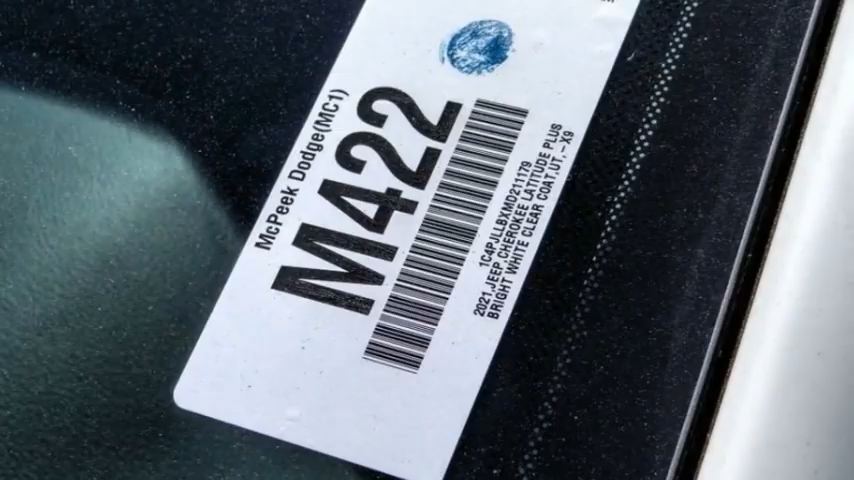 McPeek Dodge(MC1)
M422
1C4PJLLBXMD211179
2021,JEEP,CHEROKEE LATITUDE PLUS
BRIGHT WHITE CLEAR COAT,UT,-X9